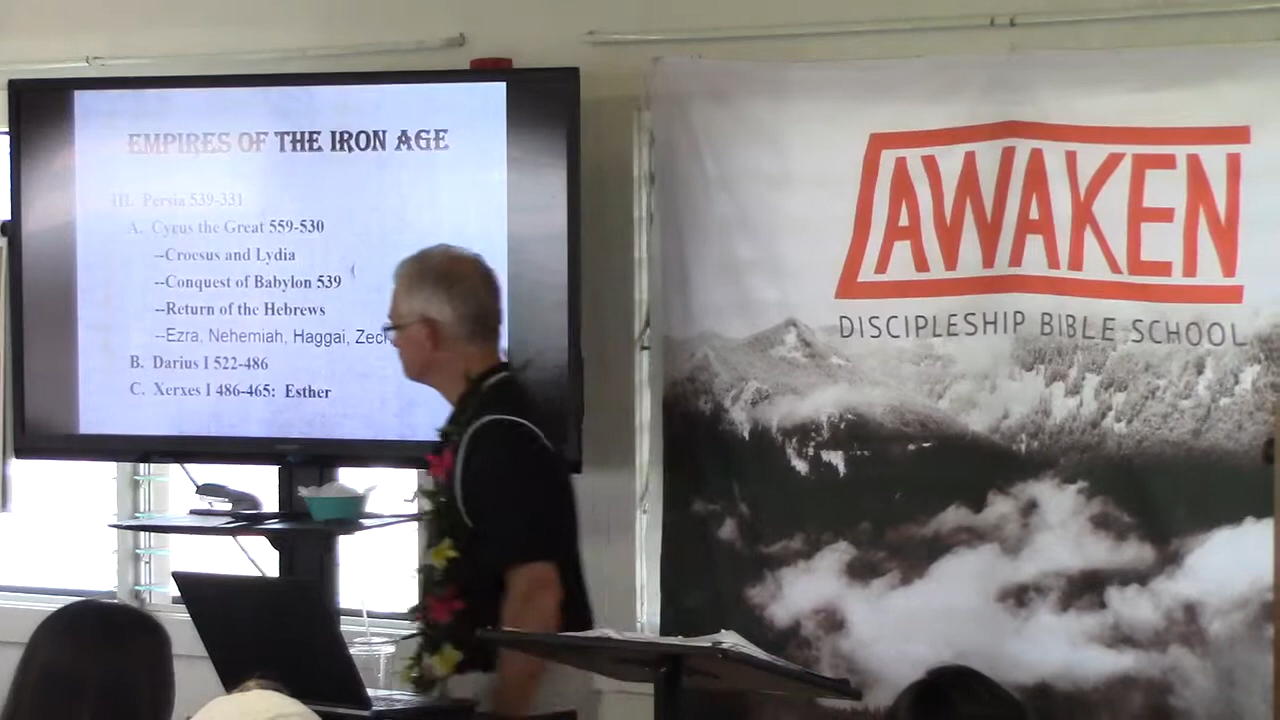 EMPIRES OF THE IRON AGE
III. Persia 539-331
A. Cyrus the Great 559-530
--Croesus and Lydia
--Conquest of Babylon 539
--Return of the Hebrews
--Ezra, Nehemiah, Haggai,
B. Darius I 522-486
C. Xerxes I 486-465: Esther
AWAKEN
DISCIPLESHIP BIBLE SCHOOL